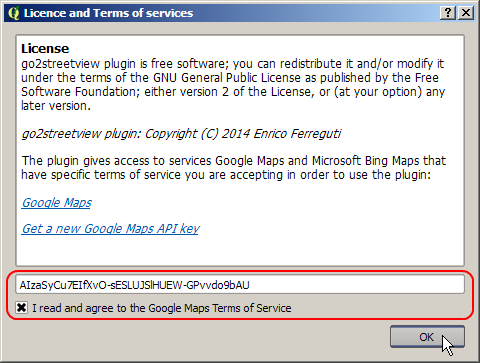 Licence and Terms of services
License
go2streetview plugin is free software; you can redistribute it and/or modify it
under the terms of the GNU General Public License as published by the Free
Software Foundation; either version 2 of the License, or (at your option) any
later version.
go2streetview plugin: Copyright (C) 2014 Enrico Ferreguti
The plugin gives access to services Google Maps and Microsoft Bing Maps that
have specific terms of service you are accepting in order to use the plugin:
Google Maps
Get a new Google Maps API key
AIzaSyCu7EIfXvO-sESLUJSlHUEW-GPvvdo9bAU
I read and agree to the Google Maps Terms of Service
OK